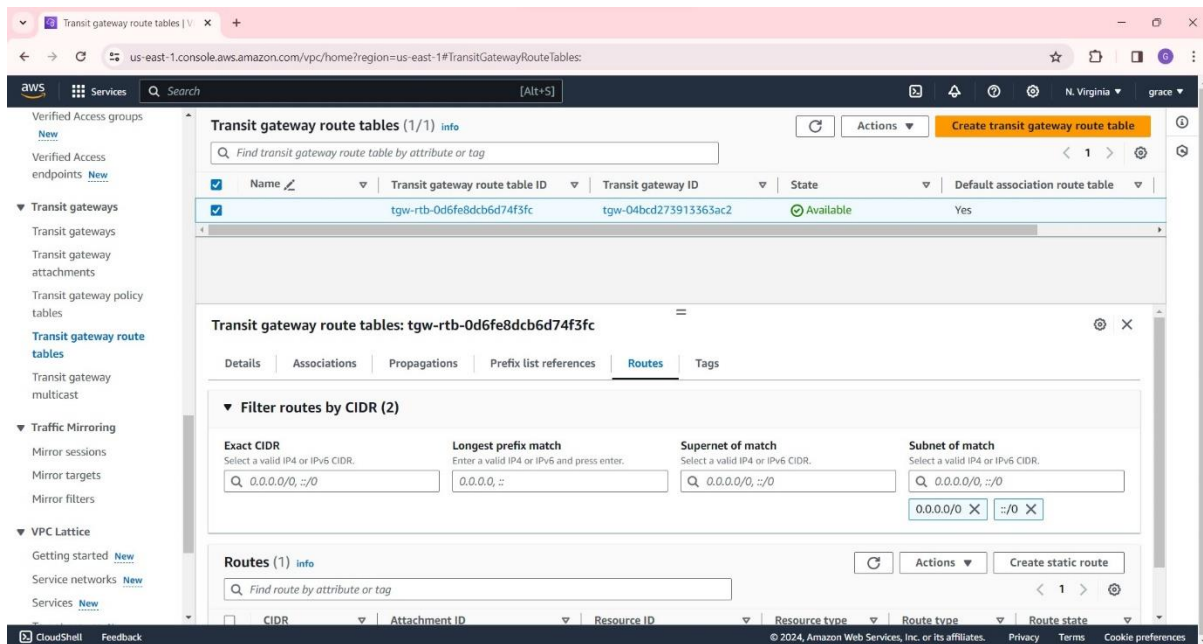 Transit gateway route tables | V
us-east-1.console.aws.amazon.com/vpc/home?region=us-east-1#TransitGatewayRouteTables:
G
aws Services Search [Alt+S] N. Virginia grace
Verified Access groups
New
Verified Access
endpoints New
Transit gateways
Transit gateways
Transit gateway
attachments
Transit gateway policy
tables
Transit gateway route
tables
Transit gateway
multicast
Traffic Mirroring
Mirror sessions
Mirror targets
Mirror filters
VPC Lattice
Getting started New
Service networks New
Services New
Transit gateway route tables (1/1) info
Actions
Create transit gateway route table
Find transit gateway route table by attribute or tag
1
Name Transit gateway route table ID Transit gateway ID State Default association route table
tgw-rtb-0d6fe8dcb6d74f3fc tgw-04bcd273913363ac2 Available Yes
Transit gateway route tables: tgw-rtb-0d6fe8dcb6d74f3fc
Details Associations Propagations Prefix list references Routes Tags
Filter routes by CIDR (2)
Exact CIDR
Select a valid IP4 or IPv6 CIDR.
0.0.0.0/0, ::/0
Longest prefix match
Enter a valid IP4 or IPv6 and press enter.
0.0.0.0, ::
Supernet of match
Select a valid IP4 or IPv6 CIDR.
0.0.0.0/0, ::/0
Subnet of match
Select a valid IP4 or IPv6 CIDR.
0.0.0.0/0, ::/0
0.0.0.0/0 ::/0
Routes (1) info
Actions
Create static route
Find route by attribute or tag
1
CIDR Attachment ID Resource ID Resource type Route type Route state
CloudShell Feedback © 2024, Amazon Web Services, Inc. or its affiliates. Privacy Terms Cookie preferences